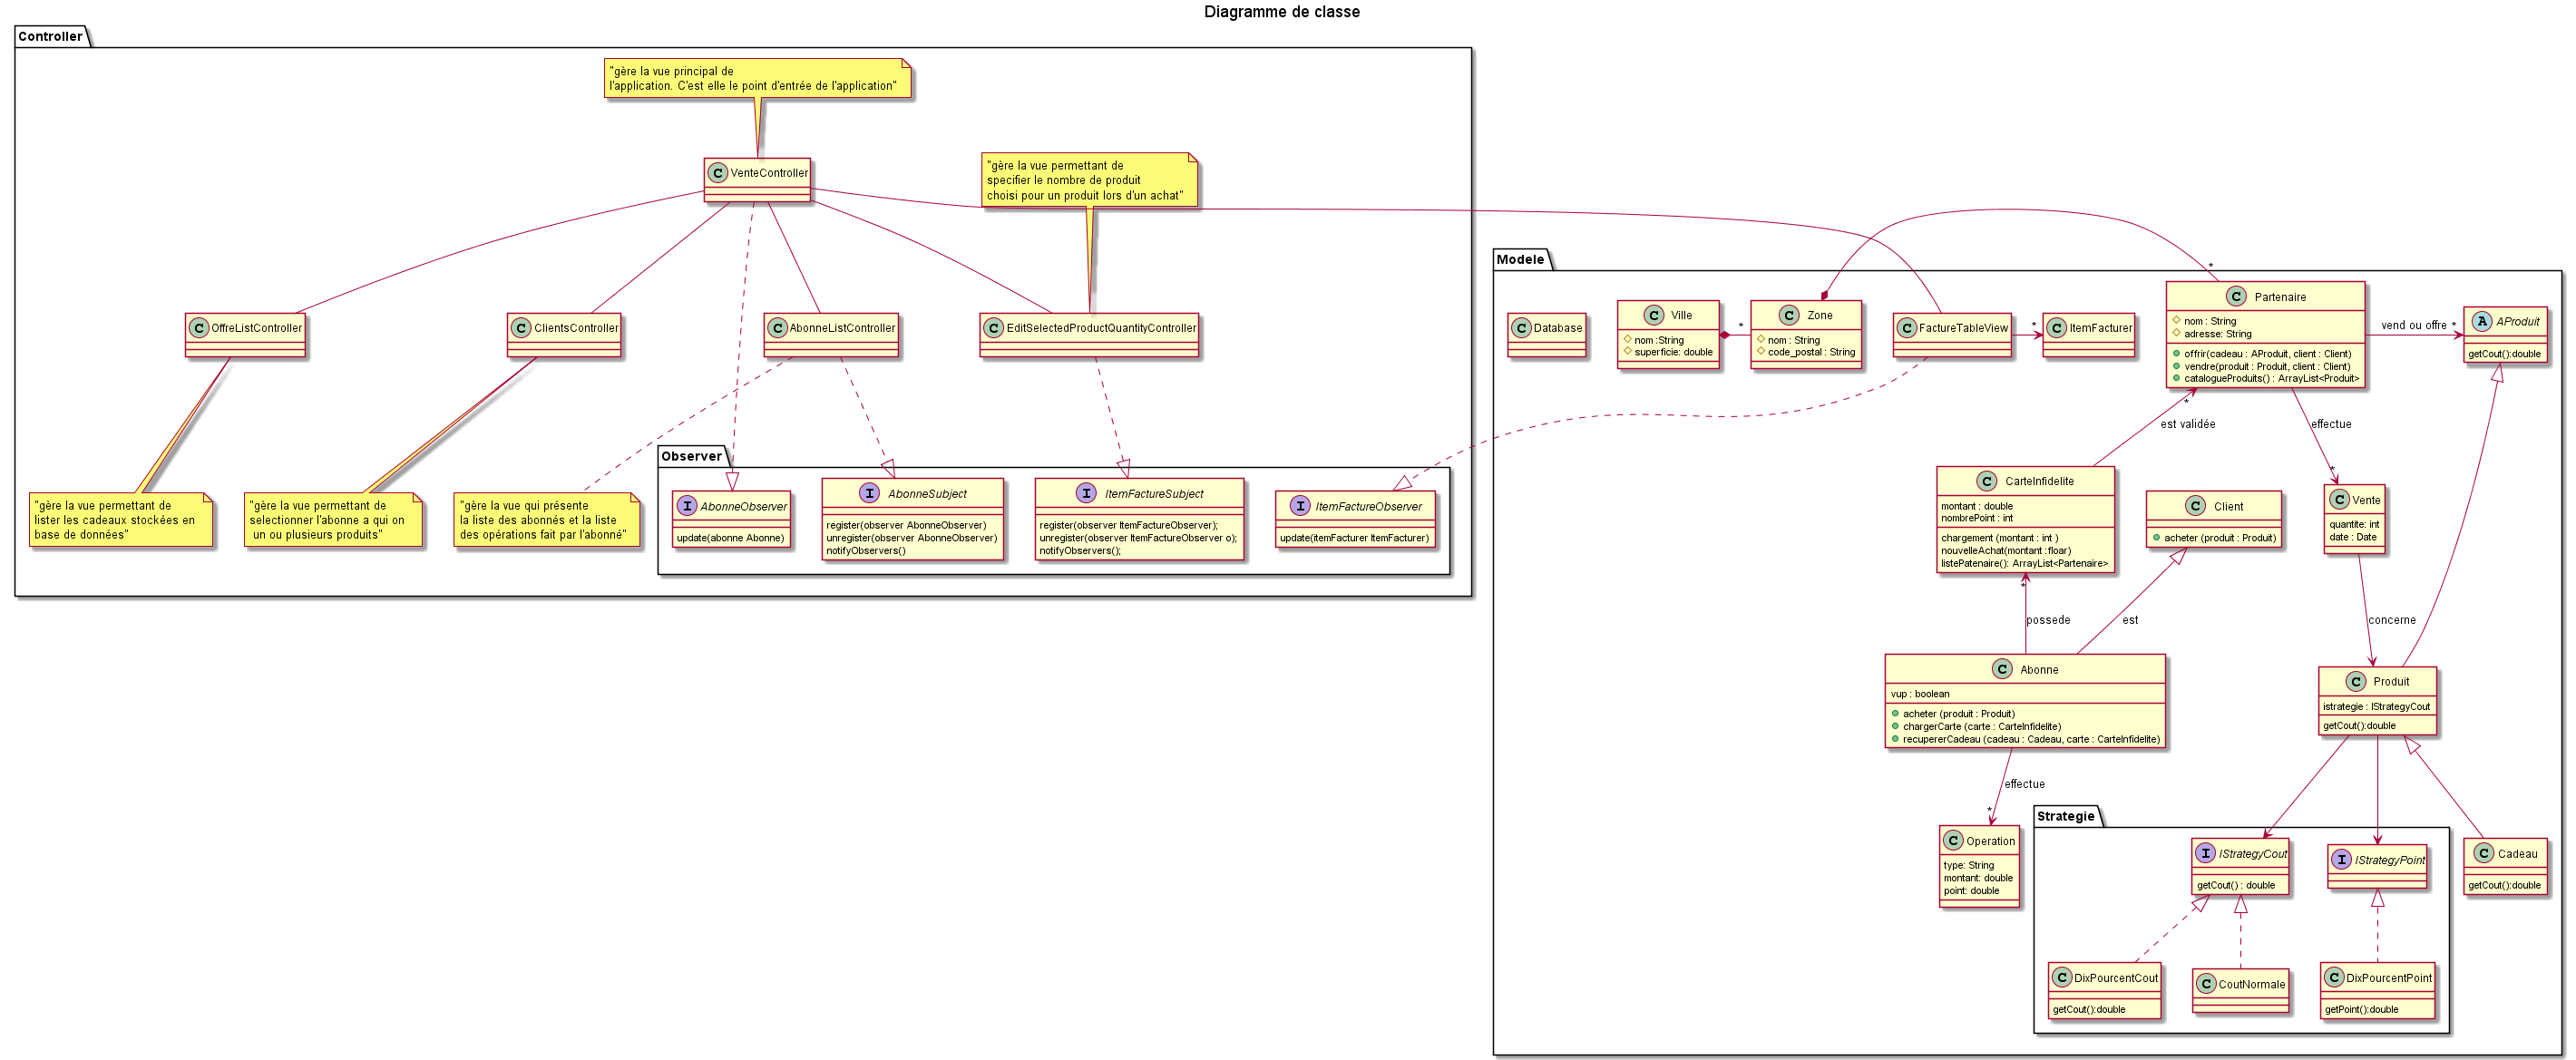 Diagramme de classe
Controller
"gère la vue principal de
l'application. C'est elle le point d'entrée de l'application"
C VenteController
"gère la vue permettant de
specifier le nombre de produit
choisi pour un produit lors d'un achat"
C OffreListController
C ClientsController
C AbonneListController
C EditSelectedProductQuantityController
"gère la vue permettant de
lister les cadeaux stockées en
base de données"
"gère la vue permettant de
selectionner l'abonne a qui on
un ou plusieurs produits"
"gère la vue qui présente
la liste des abonnés et la liste
des opérations fait par l'abonné"
Observer
I AbonneObserver
update(abonne Abonne)
I AbonneSubject
register(observer AbonneObserver)
unregister(observer AbonneObserver)
notifyObservers()
I ItemFactureSubject
register(observer ItemFactureObserver);
unregister(observer ItemFactureObserver o);
notifyObservers();
I ItemFactureObserver
update(itemFacturer ItemFacturer)
Modele
C Database
C Ville
nom :String
superficie: double
*
C Zone
nom : String
code_postal : String
C FactureTableView
*
C ItemFacturer
*
C Partenaire
nom : String
adresse: String
offrir(cadeau : AProduit, client : Client)
vendre(produit : Produit, client : Client)
catalogueProduits() : ArrayList<Produit>
vend ou offre *
A AProduit
getCout():double
*
est validée
effectue
*
C CarteInfidelite
montant : double
nombrePoint : int
chargement (montant : int )
nouvelleAchat(montant :floar)
listePatenaire(): ArrayList<Partenaire>
C Client
acheter (produit : Produit)
C Vente
quantite: int
date : Date
*
possede
est
concerne
C Abonne
vup : boolean
acheter (produit : Produit)
chargerCarte (carte : CarteInfidelite)
recupererCadeau (cadeau : Cadeau, carte : CarteInfidelite)
C Produit
istrategie : IStrategyCout
getCout():double
effectue
*
C Operation
type: String
montant: double
point: double
Strategie
I IStrategyCout
getCout() : double
I IStrategyPoint
C Cadeau
getCout():double
C DixPourcentCout
getCout():double
C CoutNormale
C DixPourcentPoint
getPoint():double